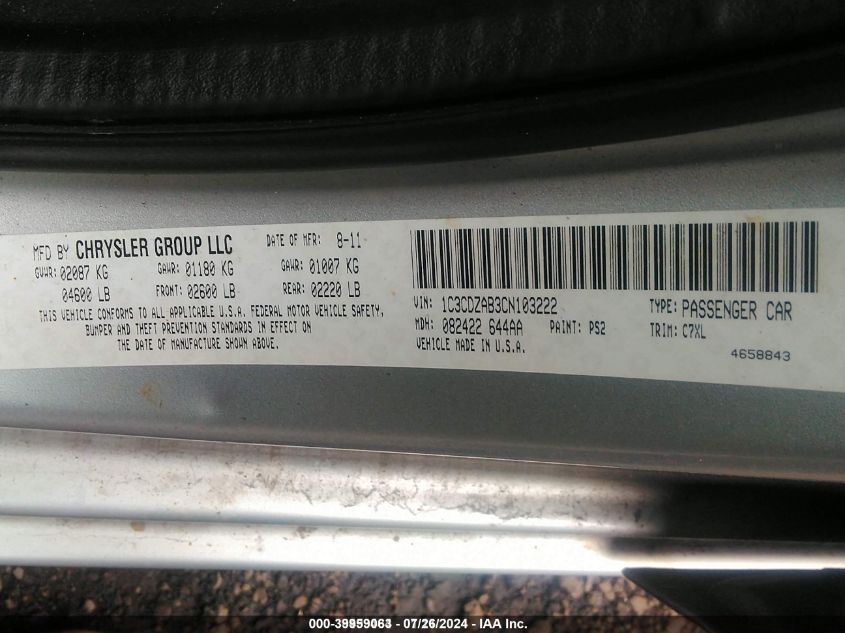 MFD BY CHRYSLER GROUP LLC DATE OF MFR: 8-11
GVWR: 02087 KG GAWR: 01180 KG GAWR: 01007 KG
04600 LB FRONT: 02600 LB REAR: 02220 LB
THIS VEHICLE CONFORMS TO ALL APPLICABLE U.S.A. FEDERAL MOTOR VEHICLE SAFETY,
BUMPER AND THEFT PREVENTION STANDARDS IN EFFECT ON
THE DATE OF MANUFACTURE SHOWN ABOVE.
VIN: 1C3CDZAB3CN103222 TYPE: PASSENGER CAR
MDH: 082422 644AA PAINT: PS2 TRIM: C7XL
VEHICLE MADE IN U.S.A.
4658843
000-39959063 - 07/26/2024 - IAA Inc.